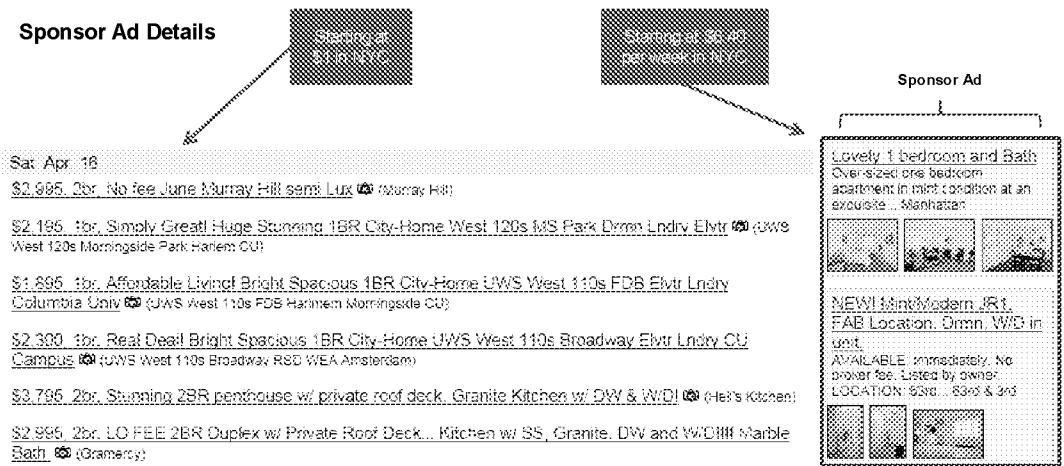 Sponsor Ad Details
Starting at
in NYC
Starting at
per week in NYC
Sponsor Ad
Sat Apr 16
$2,995, 2br, No fee June Murray Hill semi Lux (Murray Hill)
$2,195, 1br, Simply Great! Huge Stunning 1BR City-Home West 120s MS Park Drmn Lndry Elvtr (UWS
West 120s Morningside Park Harlem CU)
$1,895, 1br, Affordable Living! Bright Spacious 1BR City-Home UWS West 110s FDB Elvtr Lndry
Columbia Univ (UWS West 110s FDB Morningside CU)
1br, Real Deal! Bright Spacious 1BR City-Home UWS West 110s Broadway Elvtr Lndry CU
Campus (UWS West 110s Broadway RSD WEA Amsterdam)
$3,795, 2br, Stunning 2BR penthouse w/ private roof deck, Granite Kitchen w/ DW & W/D! (Hell's Kitchen)
$2,995, 2br, LO FEE 2BR Duplex w/ Private Roof Deck... Kitchen w/ SS, Granite, DW and W/D!!!! Marble
Bath (Gramercy)
Lovely 1 bedroom and Bath
Over-sized one bedroom
apartment in mint condition at an
exquisite... Manhattan
NEW! Mint/Modern JR1,
FAB Location, Drmn, W/D in
unit,
AVAILABLE: Immediately. No
broker fee. Listed by owner.
LOCATION: 63rd... 63rd & 3rd